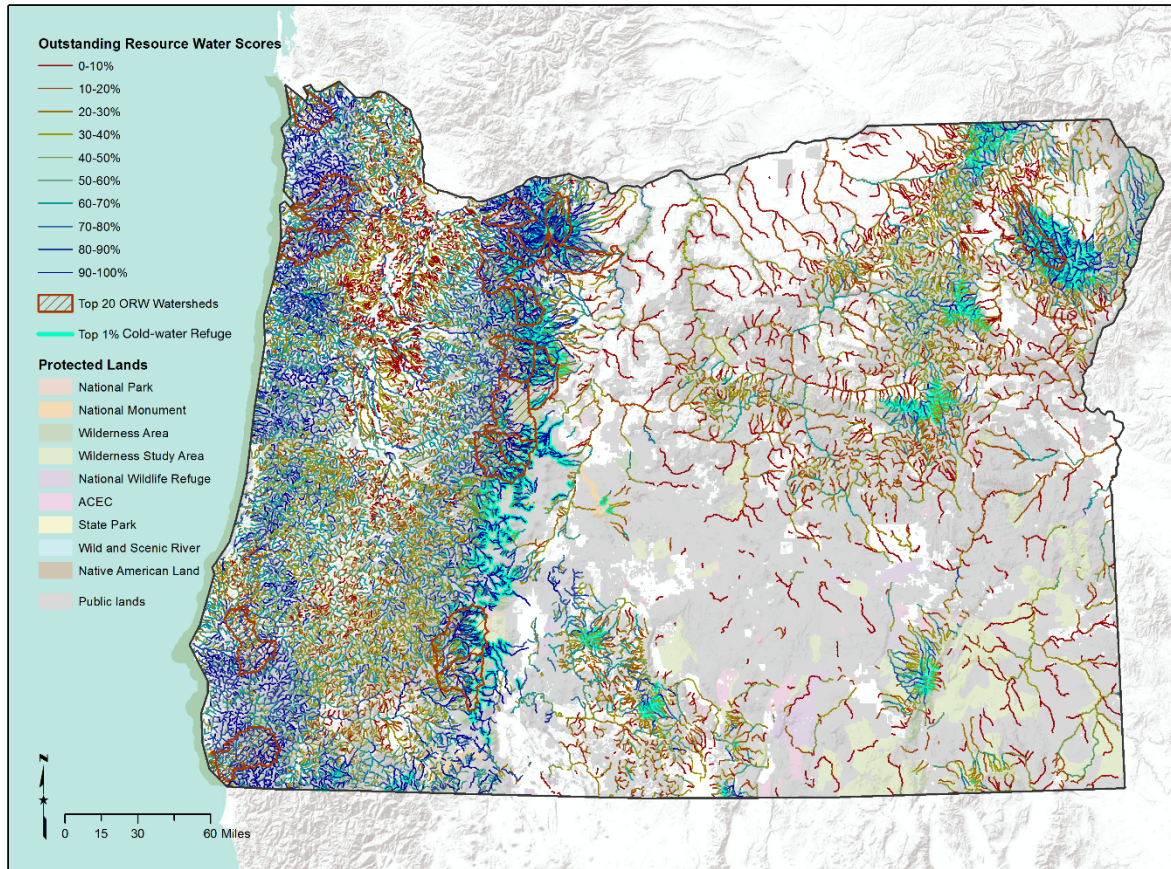 Outstanding Resource Water Scores
0-10%
10-20%
20-30%
30-40%
40-50%
50-60%
60-70%
70-80%
80-90%
90-100%
Top 20 ORW Watersheds
Top 1% Cold-water Refuge
Protected Lands
National Park
National Monument
Wilderness Area
Wilderness Study Area
National Wildlife Refuge
ACEC
State Park
Wild and Scenic River
Native American Land
Public lands
N
0 15 30 60 Miles